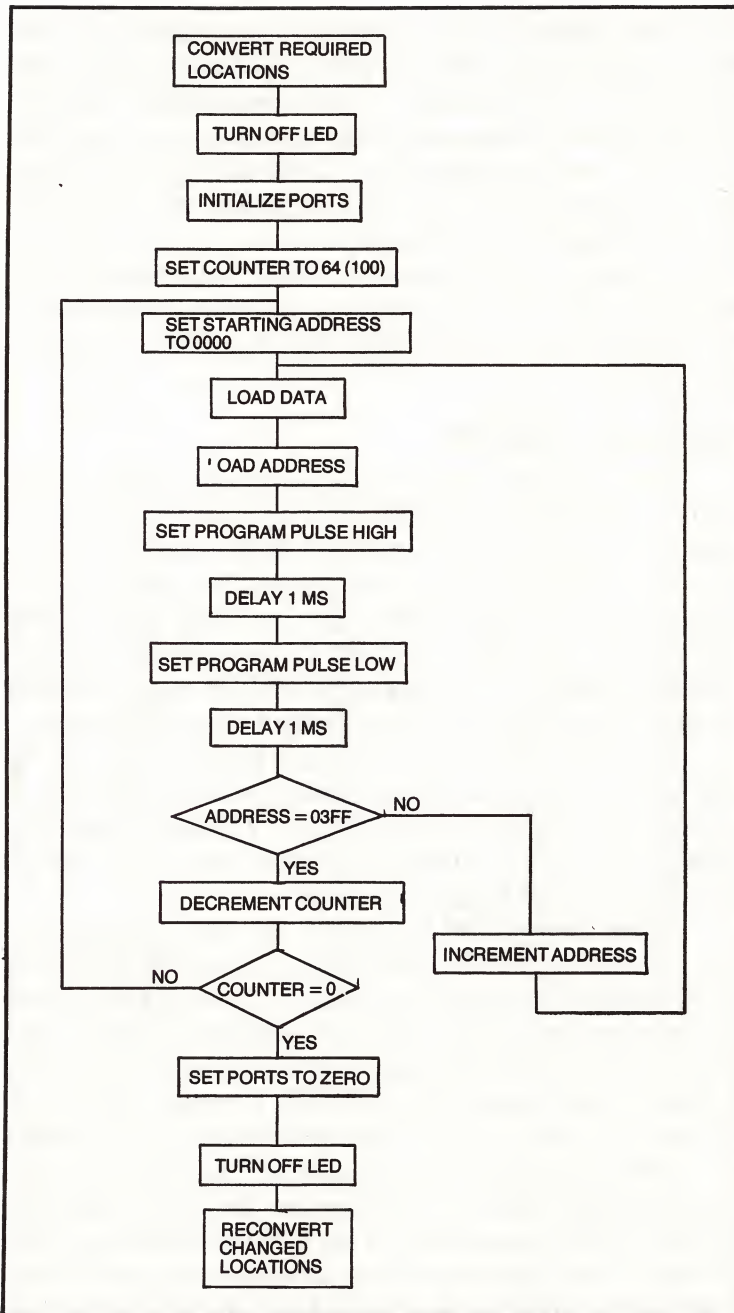 CONVERT REQUIRED
LOCATIONS
TURN OFF LED
INITIALIZE PORTS
SET COUNTER TO 64 (100)
SET STARTING ADDRESS
TO 0000
LOAD DATA
' OAD ADDRESS
SET PROGRAM PULSE HIGH
DELAY 1 MS
SET PROGRAM PULSE LOW
DELAY 1 MS
ADDRESS = 03FF
NO
YES
DECREMENT COUNTER
INCREMENT ADDRESS
NO
COUNTER = 0
YES
SET PORTS TO ZERO
TURN OFF LED
RECONVERT
CHANGED
LOCATIONS